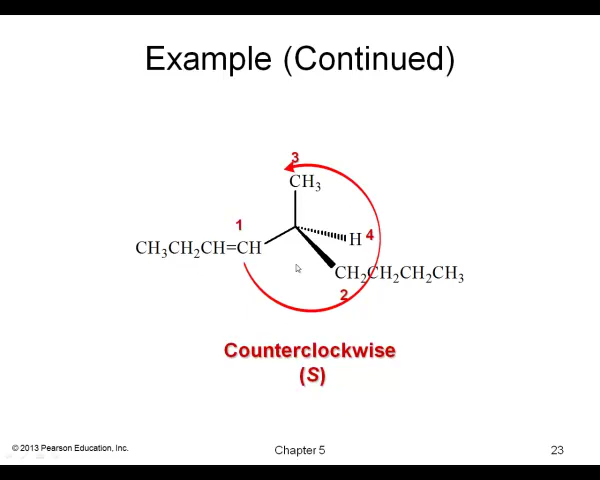 Example (Continued)
3
CH₃
1
H 4
CH₃CH₂CH=CH
CH₂CH₂CH₂CH₃
2
Counterclockwise
(S)
© 2013 Pearson Education, Inc.
Chapter 5
23